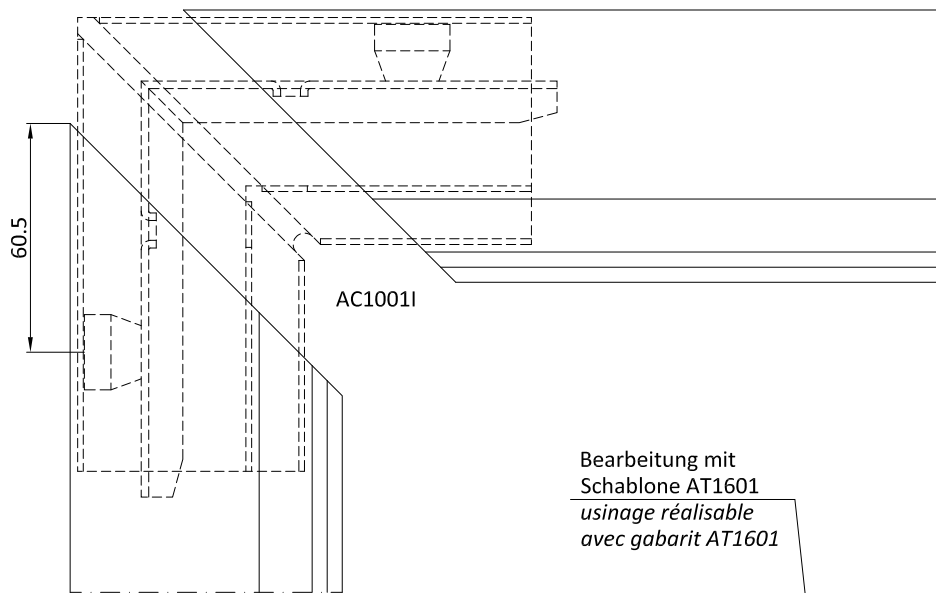 60.5
AC1001I
Bearbeitung mit
Schablone AT1601
usinage réalisable
avec gabarit AT1601